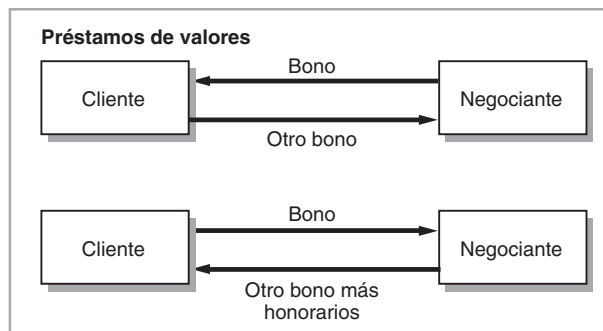 Préstamos de valores
Bono
Cliente
Negociante
Otro bono
Bono
Cliente
Negociante
Otro bono más
honorarios